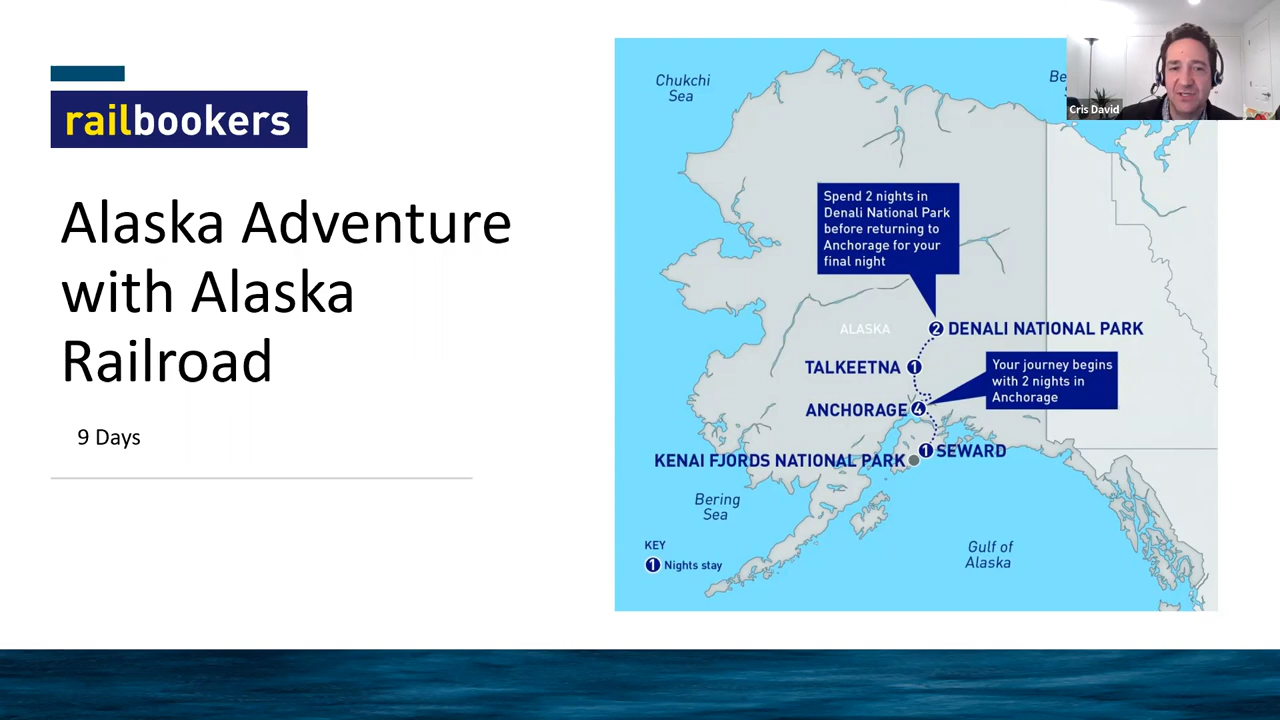 railbookers
Alaska Adventure
with Alaska
Railroad
9 Days
Chukchi
Sea
Be
Cris David
Spend 2 nights in
Denali National Park
before returning to
Anchorage for your
final night
ALASKA
2 DENALI NATIONAL PARK
TALKEETNA 1
Your journey begins
with 2 nights in
Anchorage
ANCHORAGE 4
1 SEWARD
KENAI FJORDS NATIONAL PARK
Bering
Sea
KEY
1 Nights stay
Gulf of
Alaska